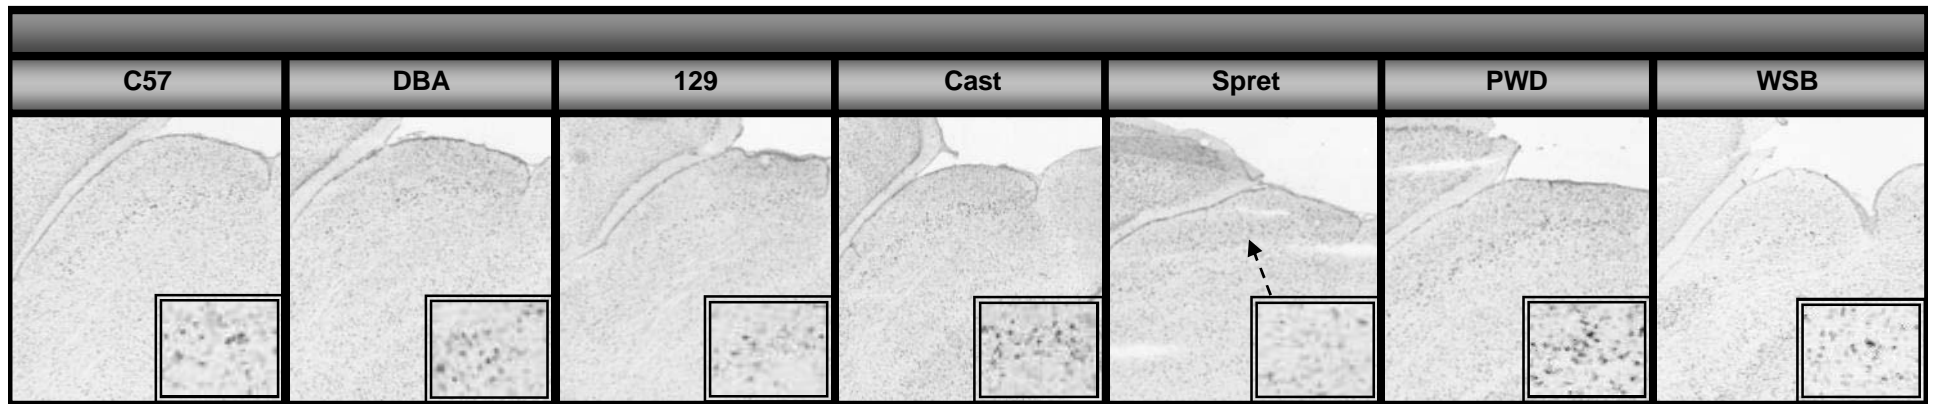 C57 DBA 129 Cast Spret PWD WSB